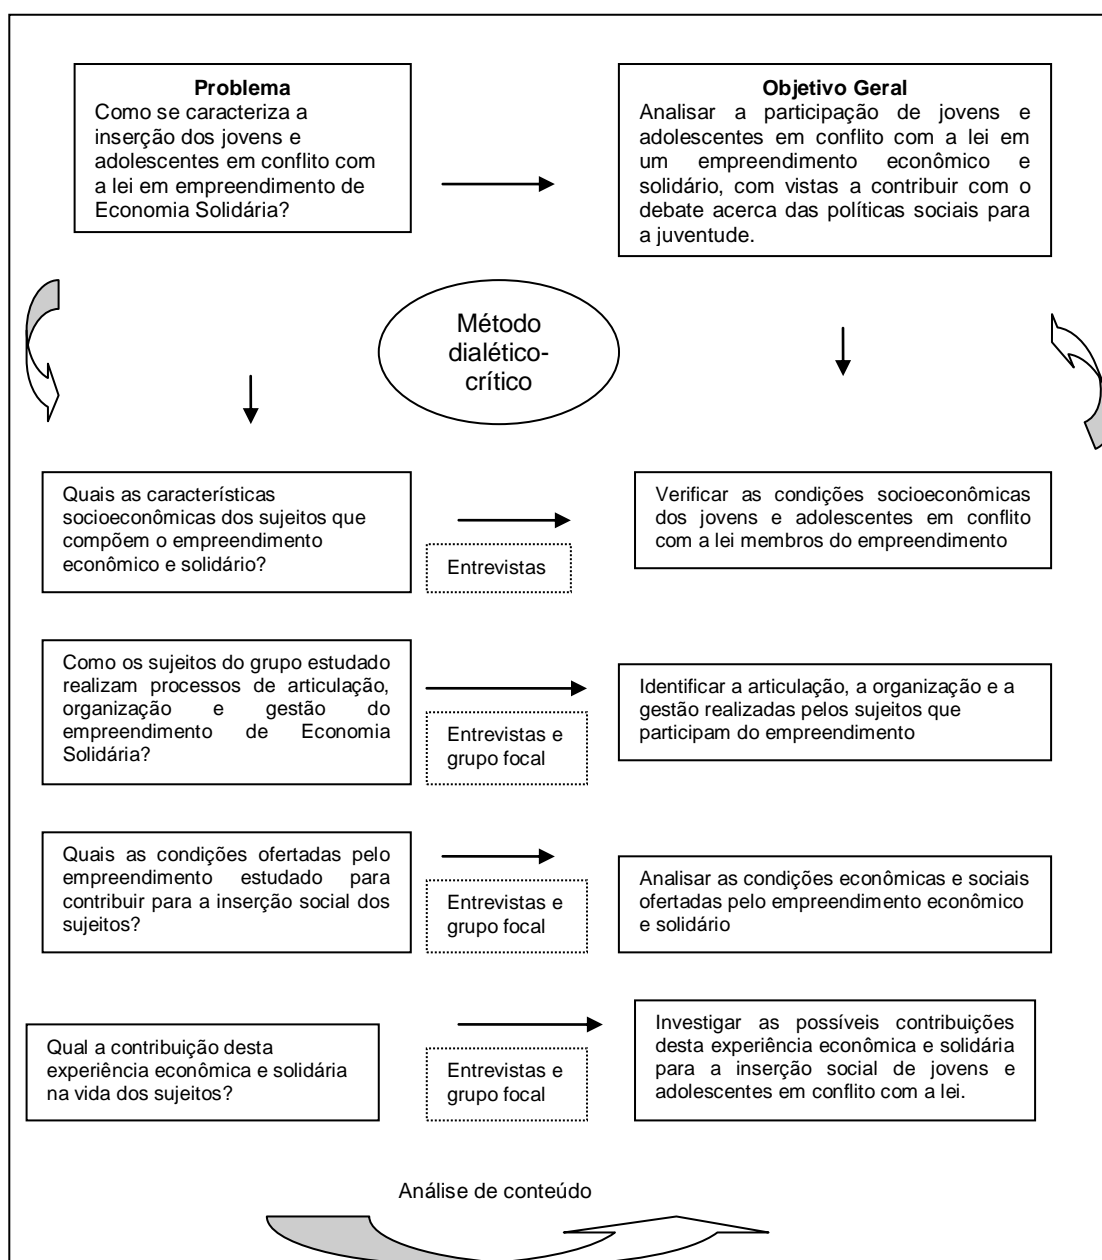 Problema
Como se caracteriza a
inserção dos jovens e
adolescentes em conflito com
a lei em empreendimento de
Economia Solidária?
Objetivo Geral
Analisar a participação de jovens e
adolescentes em conflito com a lei em
um empreendimento econômico e
solidário, com vistas a contribuir com o
debate acerca das políticas sociais para
a juventude.
Método
dialético-
crítico
Quais as características
socioeconômicas dos sujeitos que
compõem o empreendimento
econômico e solidário?
Entrevistas
Verificar as condições socioeconômicas
dos jovens e adolescentes em conflito
com a lei membros do empreendimento
Como os sujeitos do grupo estudado
realizam processos de articulação,
organização e gestão do
empreendimento de Economia
Solidária?
Entrevistas e
grupo focal
Identificar a articulação, a organização e a
gestão realizadas pelos sujeitos que
participam do empreendimento
Quais as condições ofertadas pelo
empreendimento estudado para
contribuir para a inserção social dos
sujeitos?
Entrevistas e
grupo focal
Analisar as condições econômicas e sociais
ofertadas pelo empreendimento econômico
e solidário
Qual a contribuição desta
experiência econômica e solidária
na vida dos sujeitos?
Entrevistas e
grupo focal
Investigar as possíveis contribuições
desta experiência econômica e solidária
para a inserção social de jovens e
adolescentes em conflito com a lei.
Análise de conteúdo